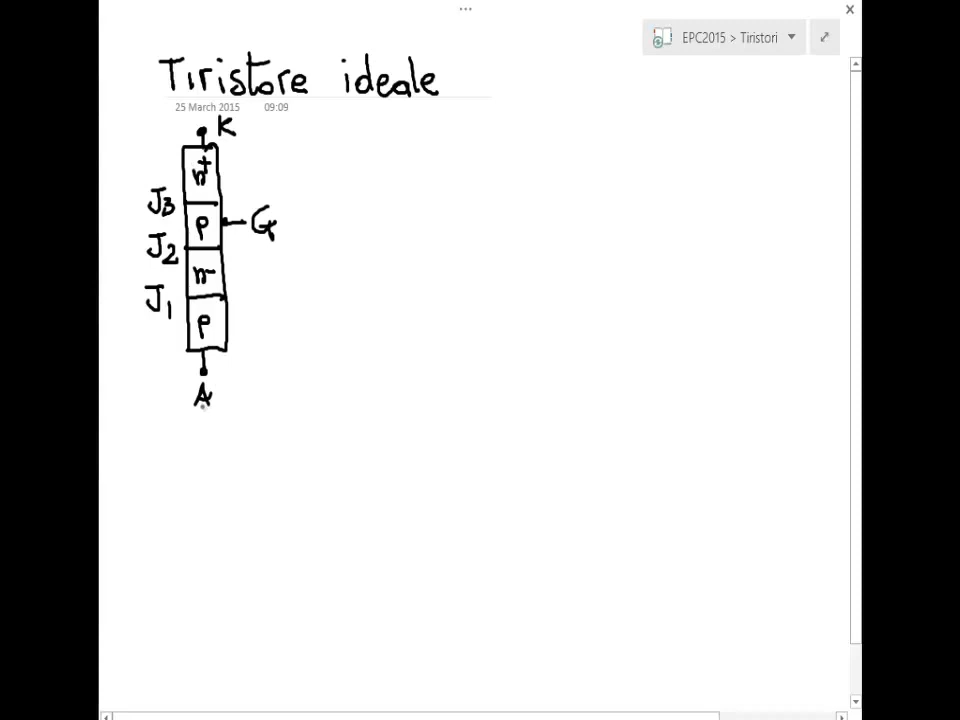 ...
EPC2015 > Tiristori
Tiristore ideale
25 March 2015 09:09
K
n+
J3
p
G
J2
n-
J1
p
A